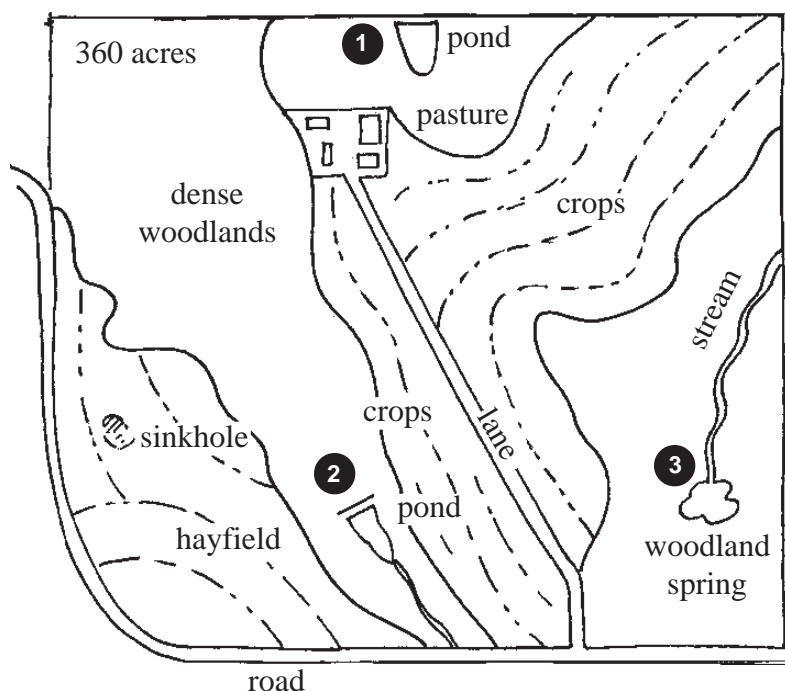 360 acres
1
pond
pasture
dense
woodlands
crops
stream
crops
lane
sinkhole
2
3
pond
hayfield
woodland
spring
road